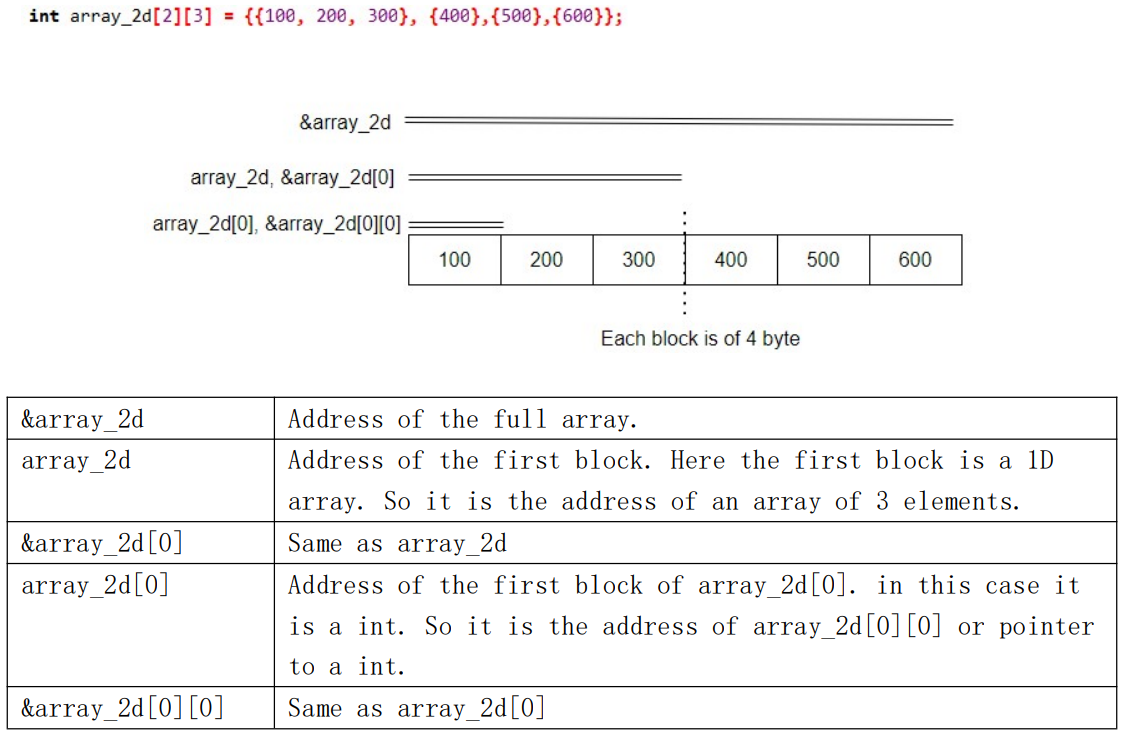 int array_2d[2][3] = {{100, 200, 300}, {400},{500},{600}};
&array_2d
array_2d, &array_2d[0]
array_2d[0], &array_2d[0][0]
100 200 300 400 500 600
Each block is of 4 byte
&array_2d Address of the full array.
array_2d Address of the first block. Here the first block is a 1D
array. So it is the address of an array of 3 elements.
&array_2d[0] Same as array_2d
array_2d[0] Address of the first block of array_2d[0]. in this case it
is a int. So it is the address of array_2d[0][0] or pointer
to a int.
&array_2d[0][0] Same as array_2d[0]